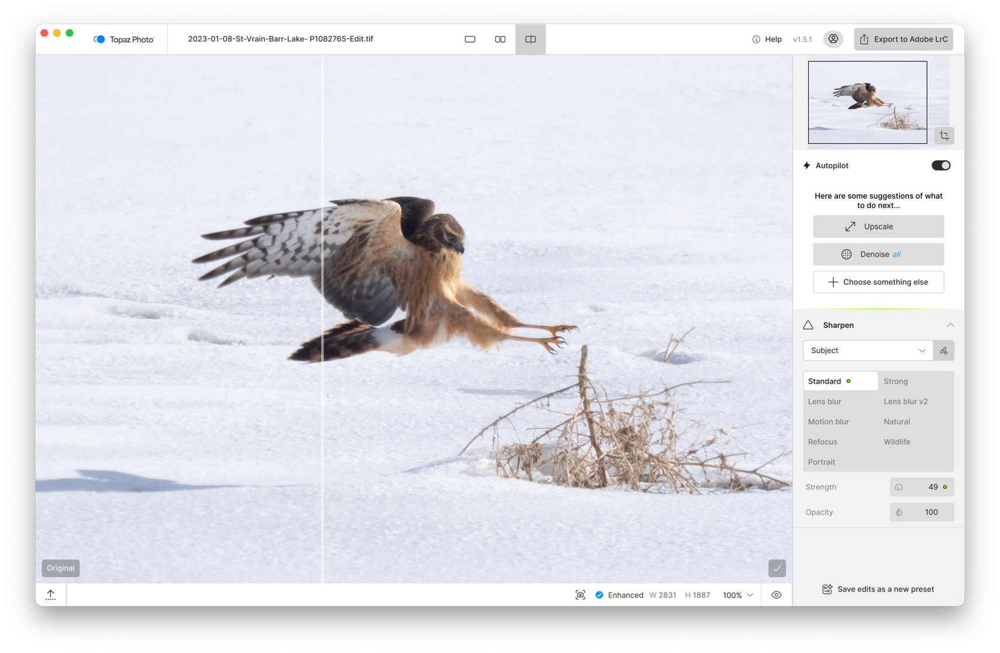 Topaz Photo
2023-01-08-St-Vrain-Barr-Lake- P1082765-Edit.tif
Help
v1.5.1
Export to Adobe LrC
Autopilot
Here are some suggestions of what
to do next...
Upscale
Denoise all
Choose something else
Sharpen
Subject
Standard
Strong
Lens blur
Lens blur v2
Motion blur
Natural
Refocus
Wildlife
Portrait
Strength
49
Opacity
100
Original
Enhanced W 2831 H 1887 100%
Save edits as a new preset